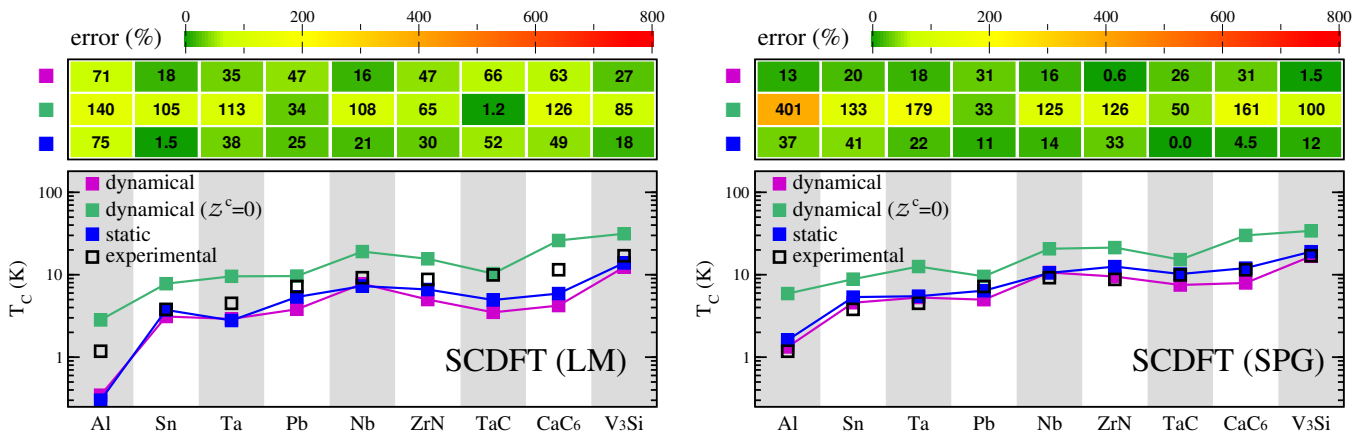 error (%) 0 200 400 600 800
71 18 35 47 16 47 66 63 27
140 105 113 34 108 65 1.2 126 85
75 1.5 38 25 21 30 52 49 18
100
10
1
T_C (K)
dynamical
dynamical (Z^c=0)
static
experimental
SCDFT (LM)
Al Sn Ta Pb Nb ZrN TaC CaC6 V3Si
error (%) 0 200 400 600 800
13 20 18 31 16 0.6 26 31 1.5
401 133 179 33 125 126 50 161 100
37 41 22 11 14 33 0.0 4.5 12
100
10
1
T_C (K)
dynamical
dynamical (Z^c=0)
static
experimental
SCDFT (SPG)
Al Sn Ta Pb Nb ZrN TaC CaC6 V3Si